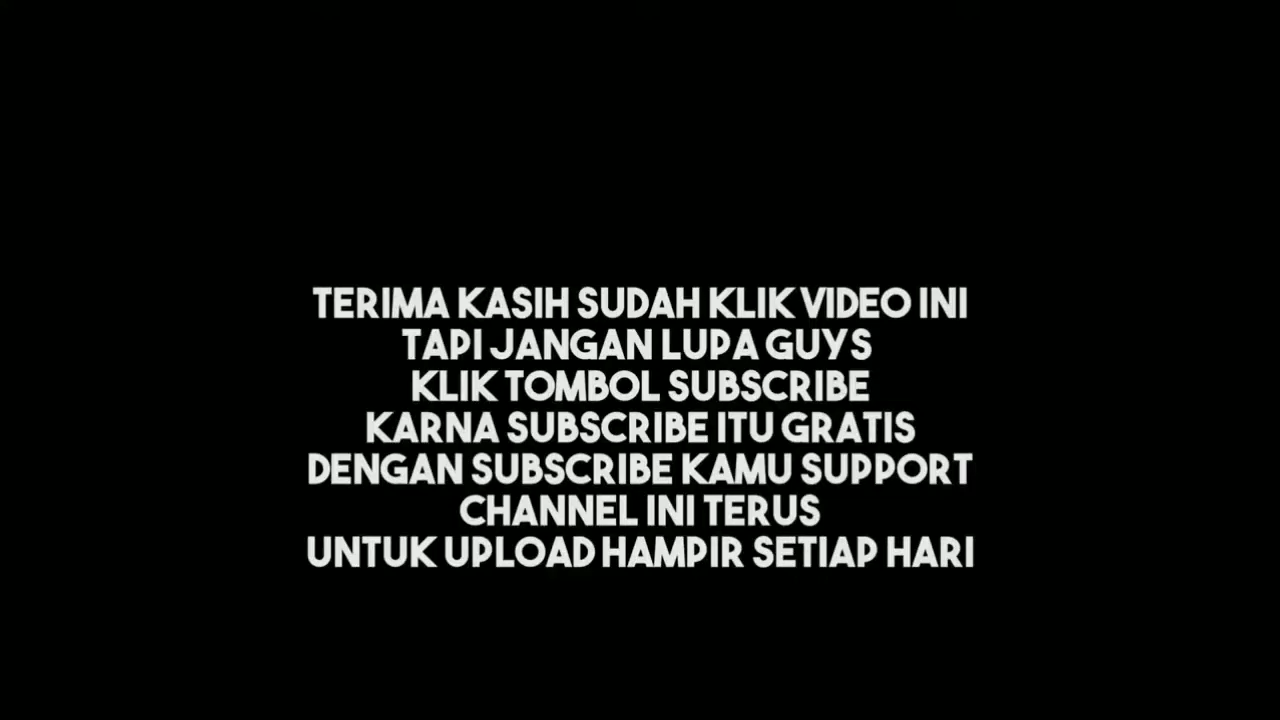 TERIMA KASIH SUDAH KLIK VIDEO INI
TAPI JANGAN LUPA GUYS
KLIK TOMBOL SUBSCRIBE
KARNA SUBSCRIBE ITU GRATIS
DENGAN SUBSCRIBE KAMU SUPPORT
CHANNEL INI TERUS
UNTUK UPLOAD HAMPIR SETIAP HARI